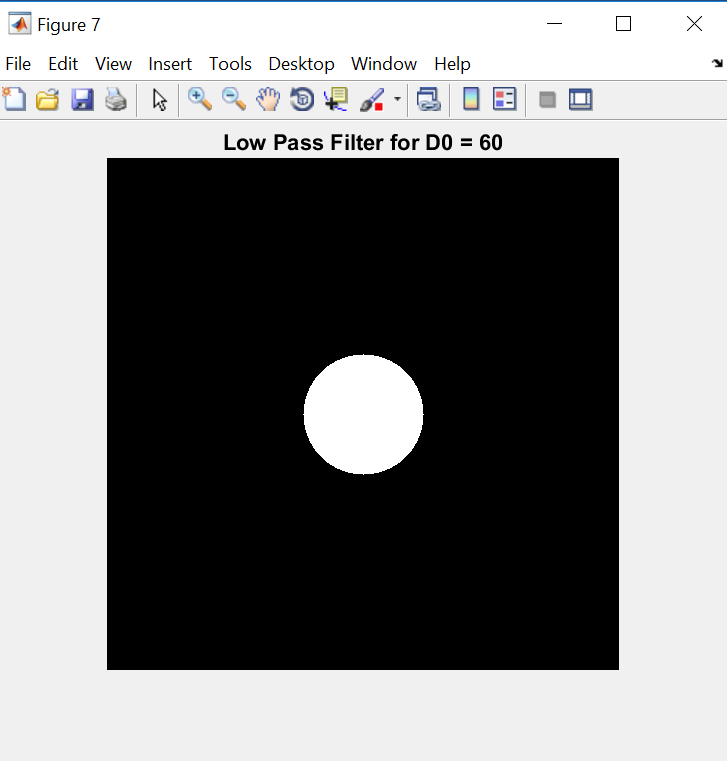 Figure 7
File Edit View Insert Tools Desktop Window Help
Low Pass Filter for D0 = 60